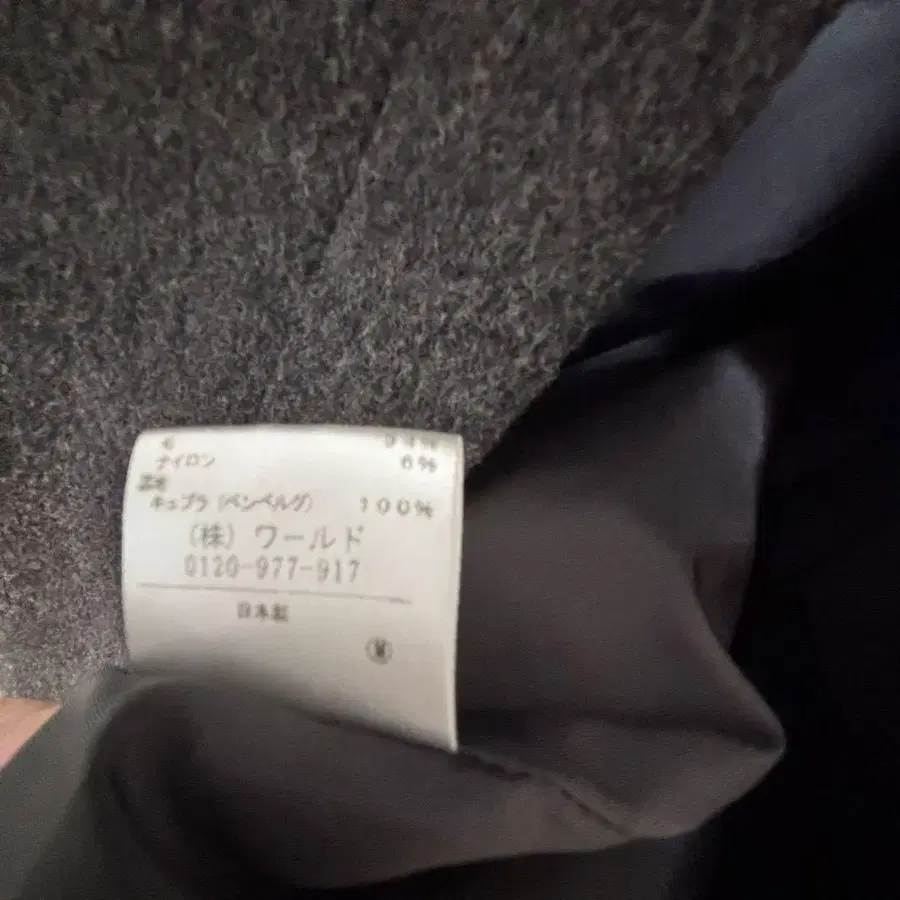 毛 94%
ナイロン 6%
裏地
キュプラ (ベンベルグ) 100%
(株) ワールド
0120-977-917
日本製
M